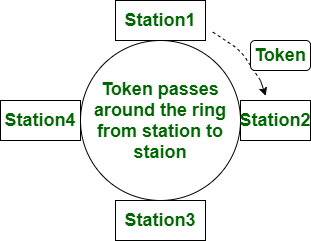 Station1
Token
Token passes
around the ring
from station to
staion
Station4
Station2
Station3